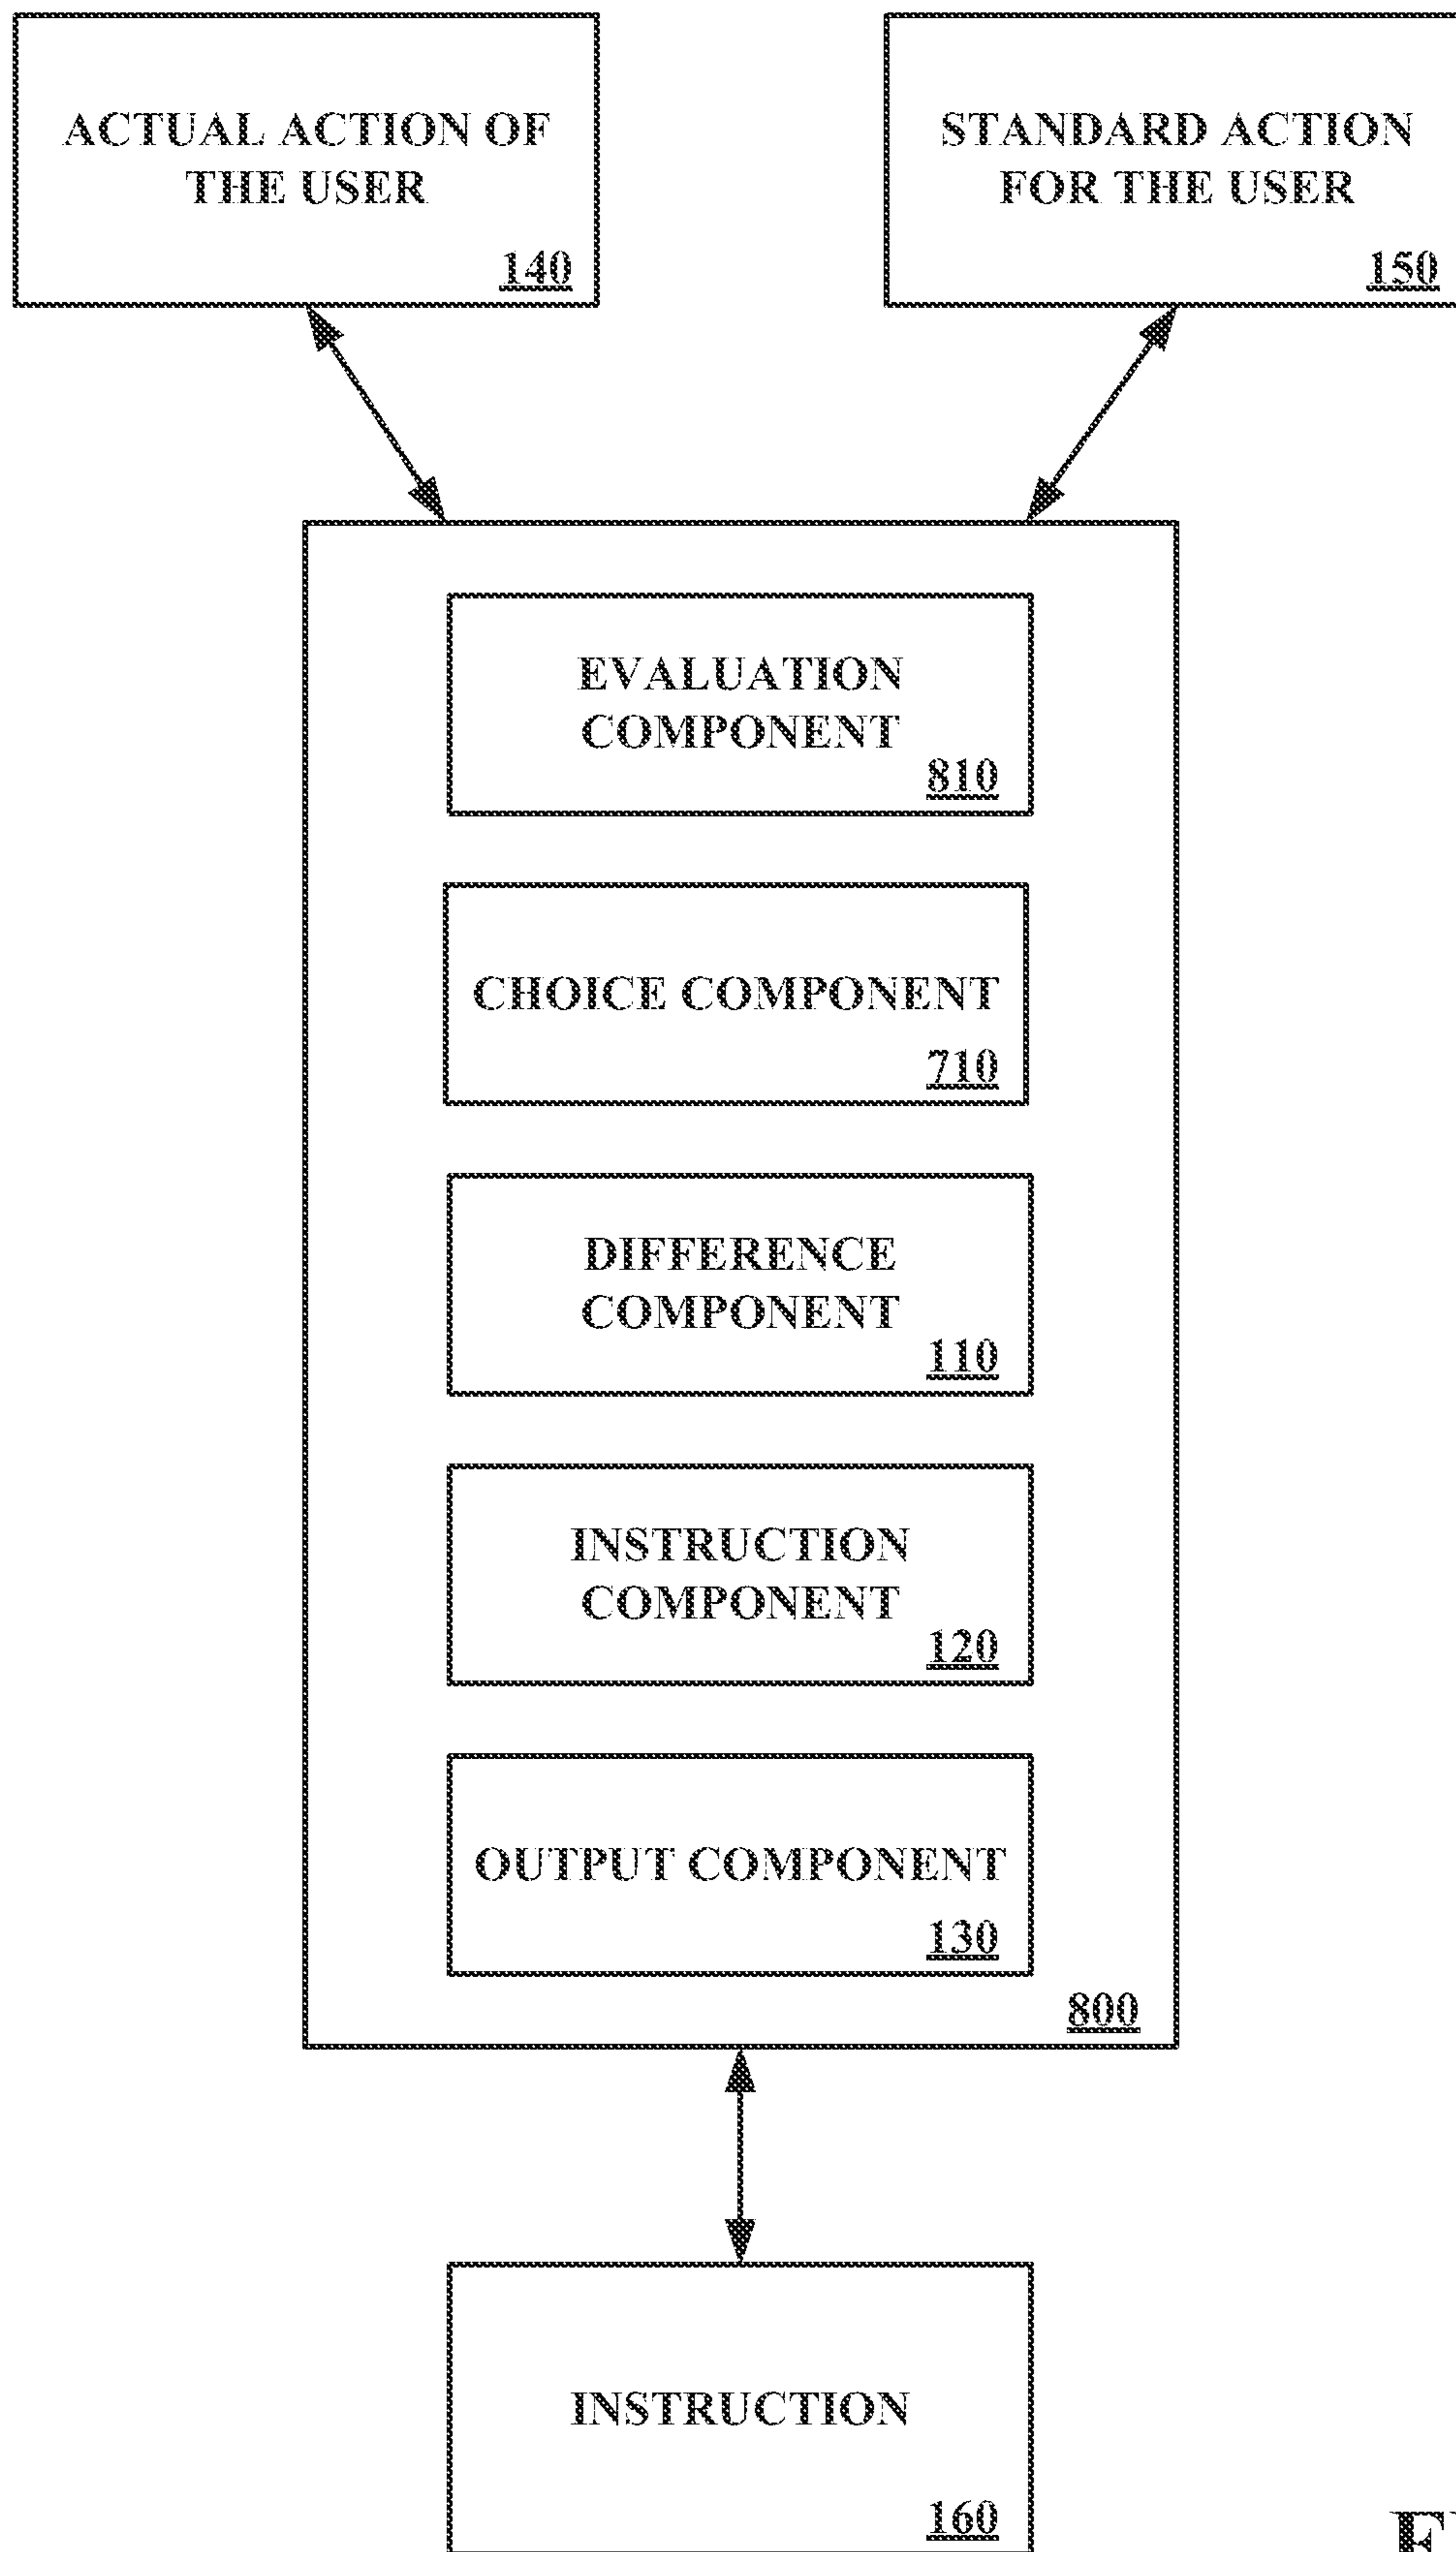 ACTUAL ACTION OF
THE USER
140
STANDARD ACTION
FOR THE USER
150
EVALUATION
COMPONENT
810
CHOICE COMPONENT
710
DIFFERENCE
COMPONENT
110
INSTRUCTION
COMPONENT
120
OUTPUT COMPONENT
130
800
INSTRUCTION
160